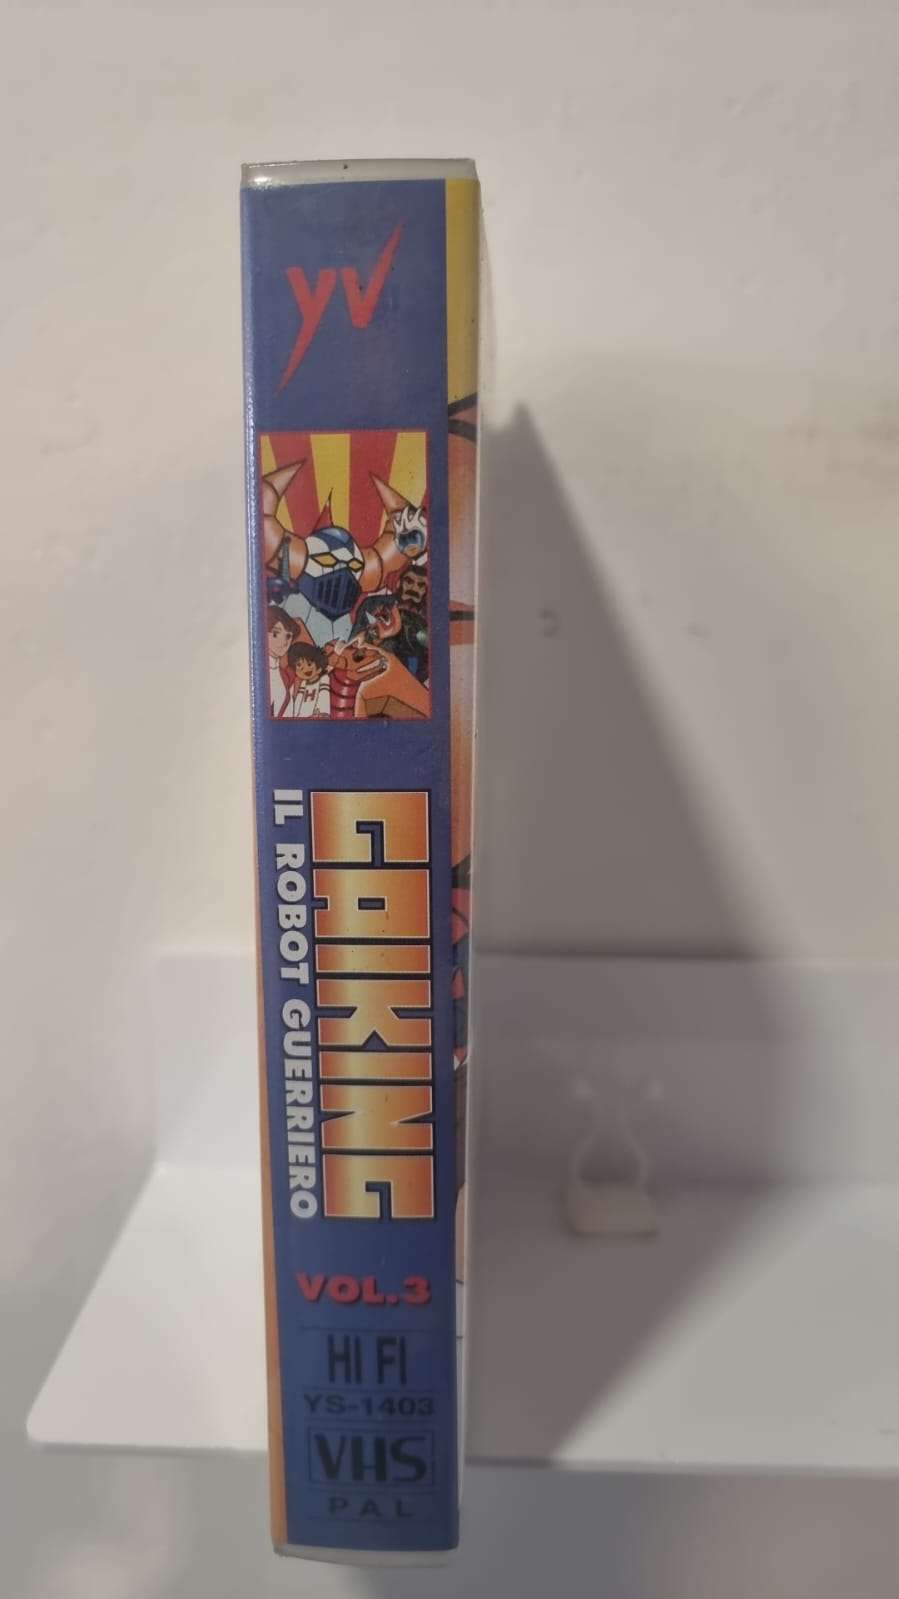 YV
H
GAIKING
IL ROBOT GUERRIERO
VOL.3
HI FI
YS-1403
VHS
PAL